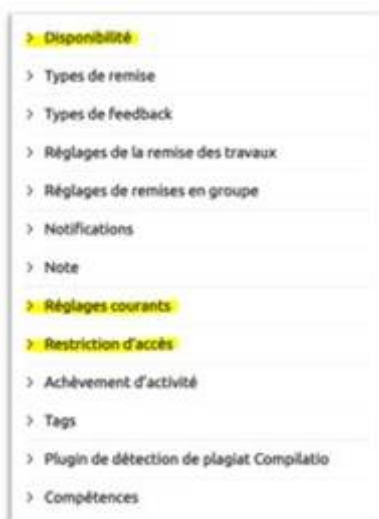 > Disponibilité
> Types de remise
> Types de feedback
> Réglages de la remise des travaux
> Réglages de remises en groupe
> Notifications
> Note
> Réglages courants
> Restriction d'accès
> Achèvement d'activité
> Tags
> Plugin de détection de plagiat Compilatio
> Compétences